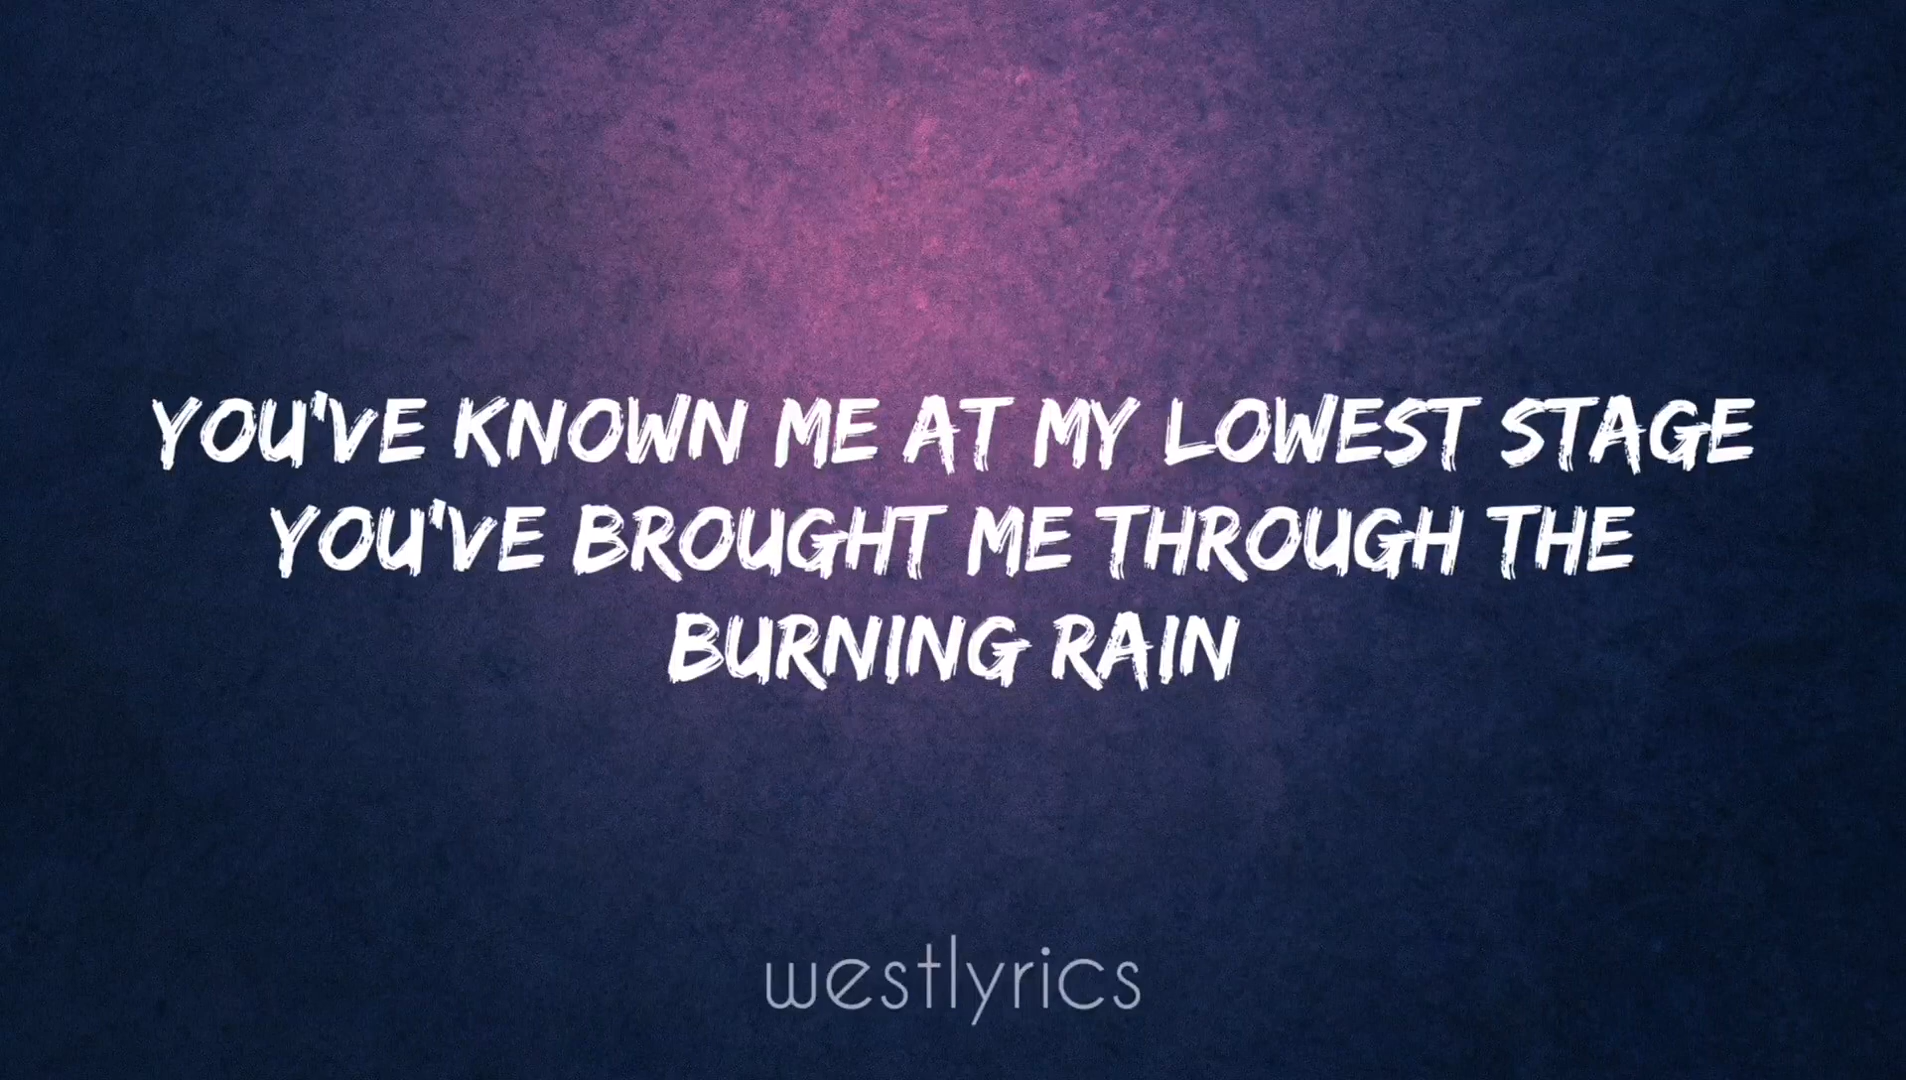 YOU'VE KNOWN ME AT MY LOWEST STAGE
YOU'VE BROUGHT ME THROUGH THE
BURNING RAIN
westlyrics